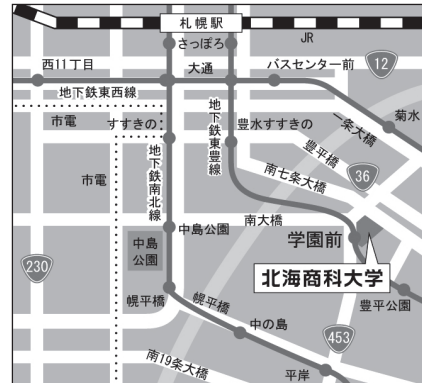 札幌駅
さっぽろ
JR
西11丁目
大通
バスセンター前
12
地下鉄東西線
菊水
市電
すすきの
豊水すすきの
一条大橋
地下鉄東豊線
豊平橋
36
市電
地下鉄南北線
南七条大橋
中島公園
南大橋
学園前
中島
公園
230
北海商科大学
幌平橋
幌平橋
豊平公園
中の島
453
南19条大橋
平岸